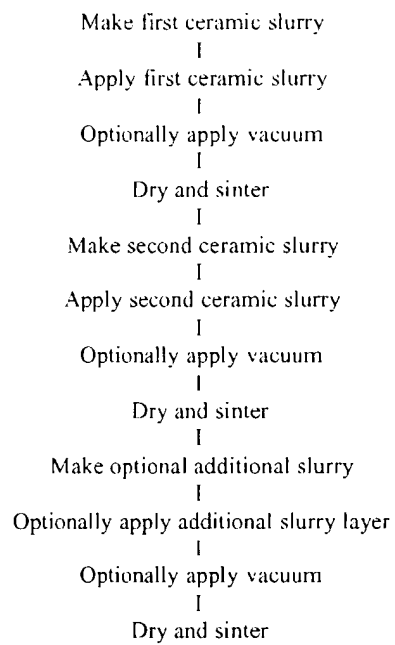 Make first ceramic slurry
Apply first ceramic slurry
Optionally apply vacuum
Dry and sinter
Make second ceramic slurry
Apply second ceramic slurry
Optionally apply vacuum
Dry and sinter
Make optional additional slurry
Optionally apply additional slurry layer
Optionally apply vacuum
Dry and sinter